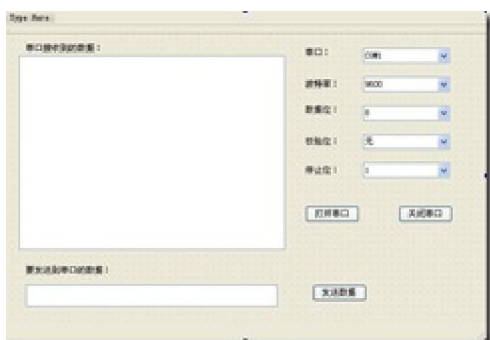 Type Here
串口接收到的数据：
串口：
COM1
波特率：
9600
数据位：
8
校验位：
无
停止位：
1
打开串口
关闭串口
要发送到串口的数据：
发送数据